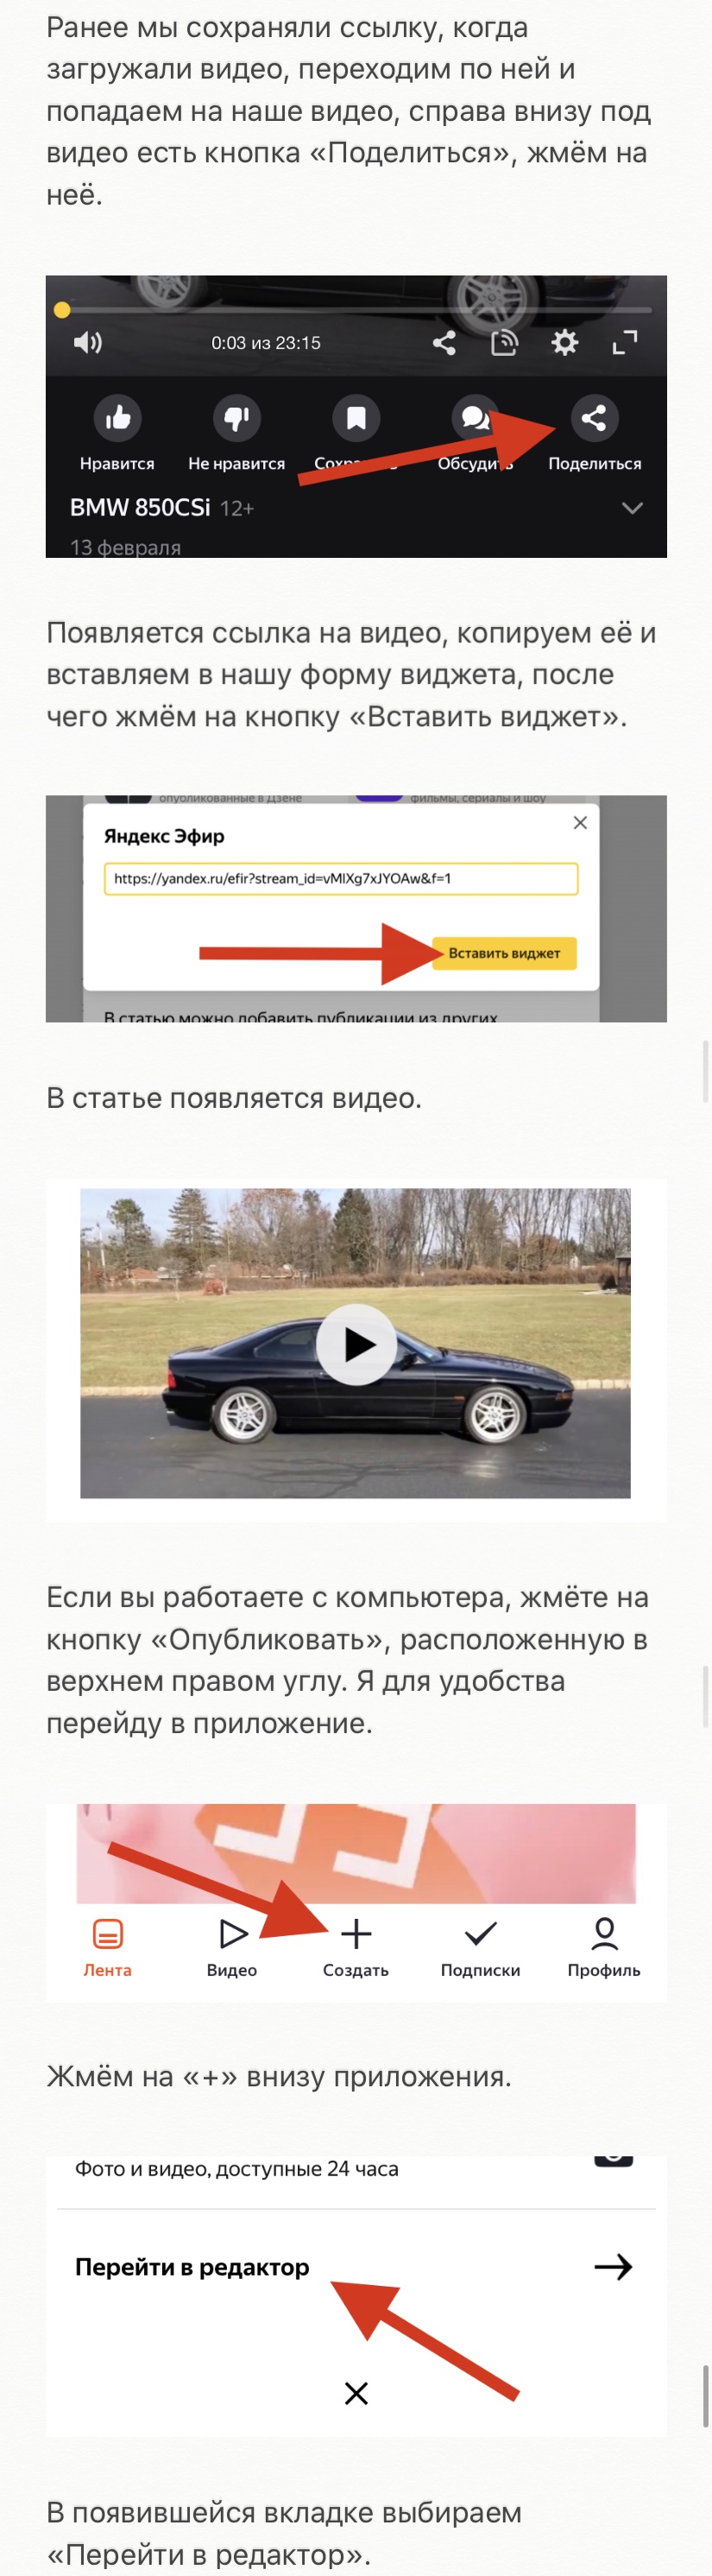 Ранее мы сохраняли ссылку, когда
загружали видео, переходим по ней и
попадаем на наше видео, справа внизу под
видео есть кнопка «Поделиться», жмём на
неё.
0:03 из 23:15
Нравится Не нравится Обсудить Поделиться
BMW 850CSi 12+
13 февраля
Появляется ссылка на видео, копируем её и
вставляем в нашу форму виджета, после
чего жмём на кнопку «Вставить виджет».
опубликованные в Дзене фильмы, сериалы и шоу
Яндекс Эфир
https://yandex.ru/efir?stream_id=vMlXg7xJYOAw&f=1
Вставить виджет
В статью можно добавить публикации из других
В статье появляется видео.
Если вы работаете с компьютера, жмёте на
кнопку «Опубликовать», расположенную в
верхнем правом углу. Я для удобства
перейду в приложение.
Лента Видео Создать Подписки Профиль
Жмём на «+» внизу приложения.
Фото и видео, доступные 24 часа
Перейти в редактор
В появившейся вкладке выбираем
«Перейти в редактор».